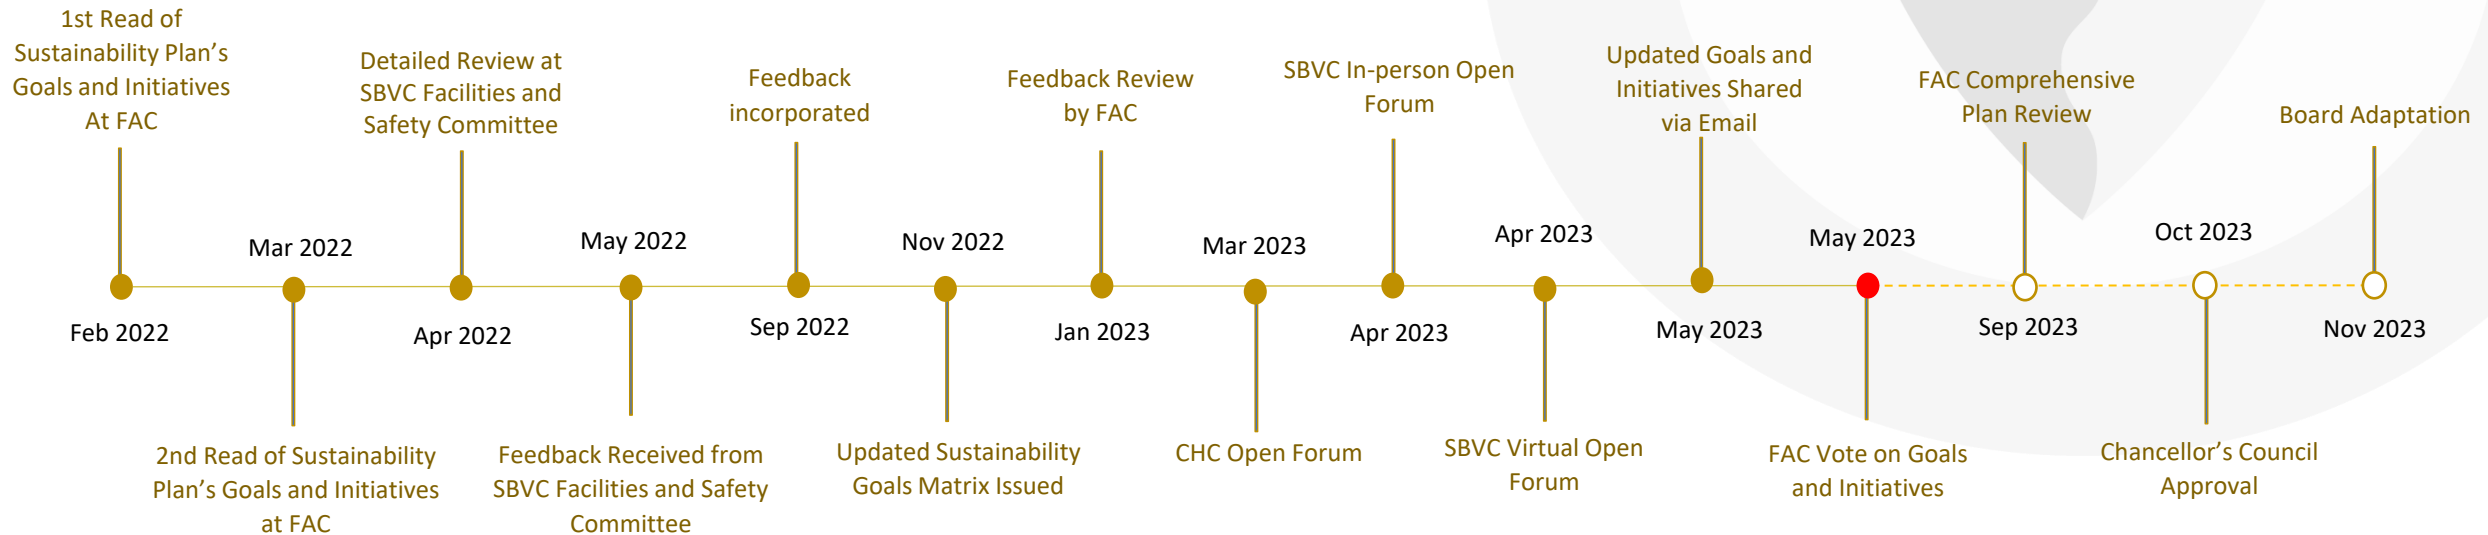 1st Read of
Sustainability Plan's
Goals and Initiatives
At FAC
Feb 2022
Mar 2022
2nd Read of Sustainability
Plan's Goals and Initiatives
at FAC
Detailed Review at
SBVC Facilities and
Safety Committee
Apr 2022
May 2022
Feedback Received from
SBVC Facilities and Safety
Committee
Feedback
incorporated
Sep 2022
Nov 2022
Updated Sustainability
Goals Matrix Issued
Feedback Review
by FAC
Jan 2023
Mar 2023
CHC Open Forum
SBVC In-person Open
Forum
Apr 2023
Apr 2023
SBVC Virtual Open
Forum
Updated Goals and
Initiatives Shared
via Email
May 2023
May 2023
FAC Vote on Goals
and Initiatives
FAC Comprehensive
Plan Review
Sep 2023
Oct 2023
Chancellor's Council
Approval
Board Adaptation
Nov 2023